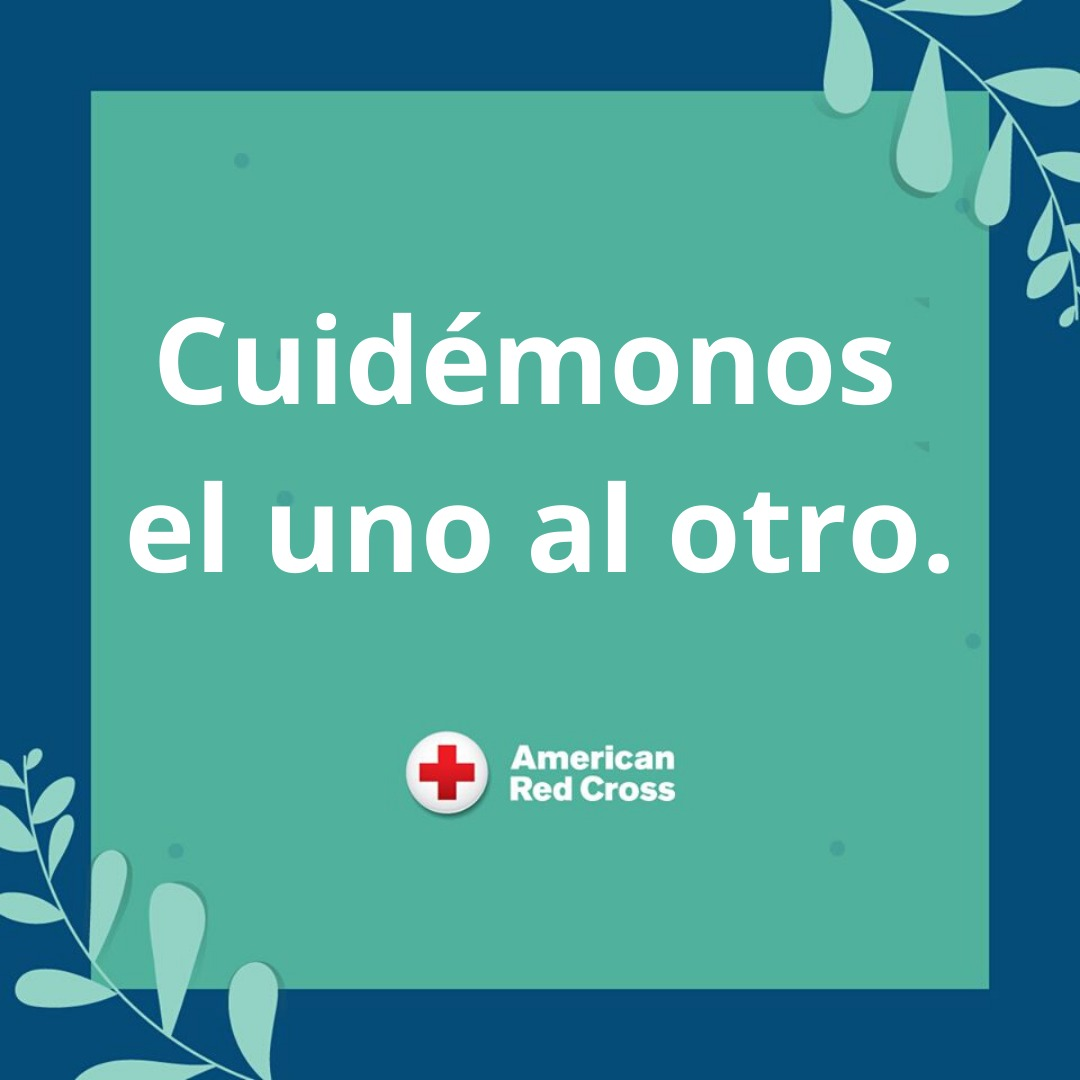 Cuidémonos
el uno al otro.
American
Red Cross